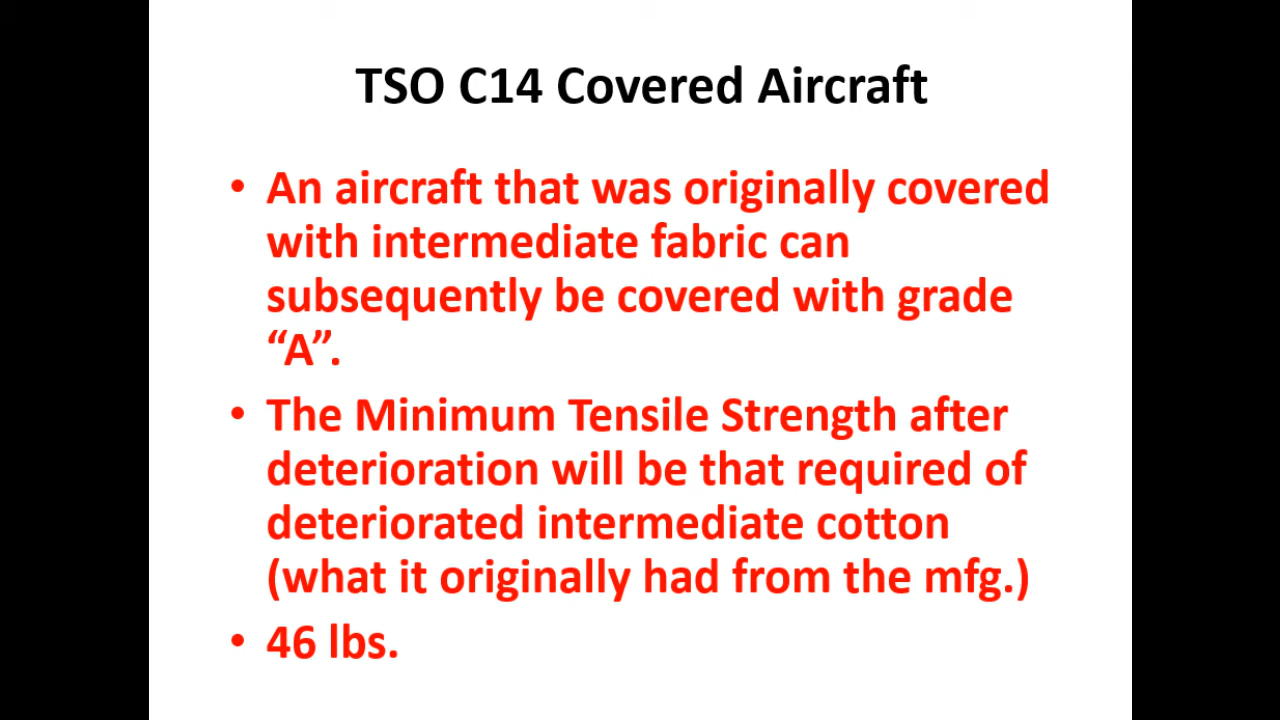 TSO C14 Covered Aircraft
• An aircraft that was originally covered
with intermediate fabric can
subsequently be covered with grade
“A”.
• The Minimum Tensile Strength after
deterioration will be that required of
deteriorated intermediate cotton
(what it originally had from the mfg.)
• 46 lbs.